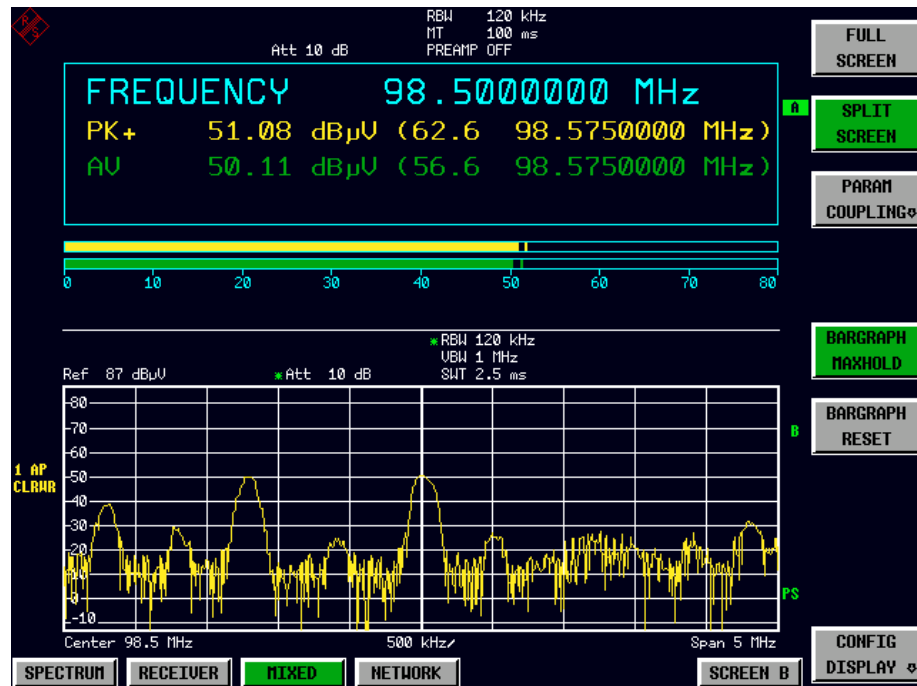 R S
RBW 120 kHz
MT 100 ms
Att 10 dB PREAMP OFF
FREQUENCY 98.5000000 MHz
PK+ 51.08 dBµV (62.6 98.5750000 MHz)
AV 50.11 dBµV (56.6 98.5750000 MHz)
0 10 20 30 40 50 60 70 80
*RBW 120 kHz
VBW 1 MHz
Ref 87 dBµV *Att 10 dB SWT 2.5 ms
80
70
60
50
40
30
20
10
0
-10
1 AP
CLRWR
A
B
PS
Center 98.5 MHz 500 kHz/ Span 5 MHz
FULL
SCREEN
SPLIT
SCREEN
PARAM
COUPLING
BARGRAPH
MAXHOLD
BARGRAPH
RESET
CONFIG
DISPLAY
SPECTRUM RECEIVER MIXED NETWORK SCREEN B